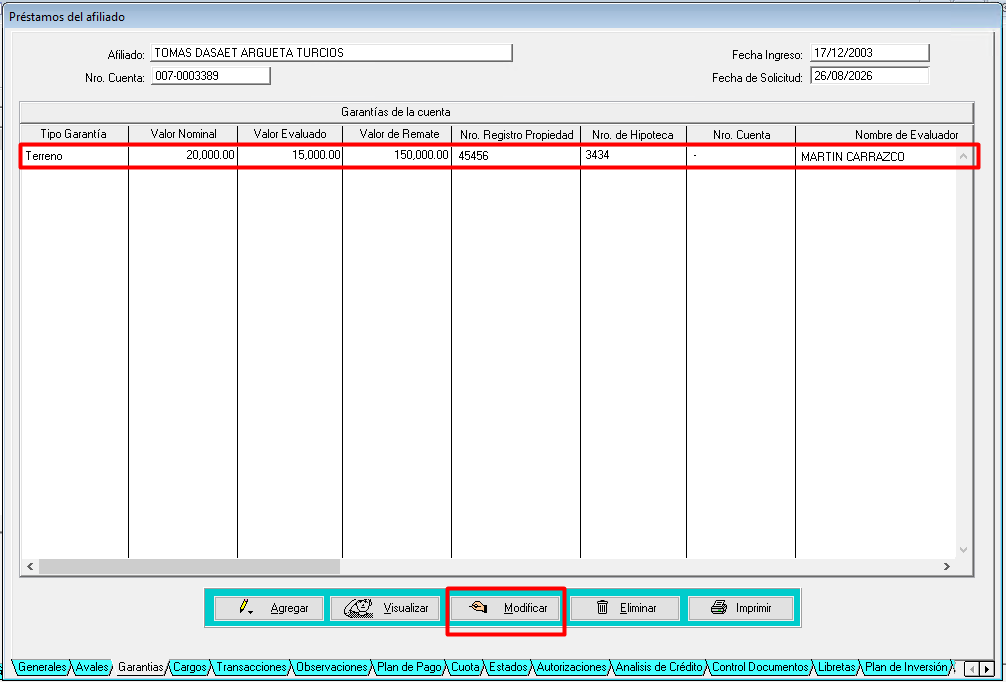 Préstamos del afiliado
Afiliado: TOMAS DASAET ARGUETA TURCIOS Fecha Ingreso: 17/12/2003
Nro. Cuenta: 007-0003389 Fecha de Solicitud: 26/08/2026
Garantías de la cuenta
Tipo Garantía Valor Nominal Valor Evaluado Valor de Remate Nro. Registro Propiedad Nro. de Hipoteca Nro. Cuenta Nombre de Evaluador
Terreno 20,000.00 15,000.00 150,000.00 45456 3434 - MARTIN CARRAZCO
Agregar Visualizar Modificar Eliminar Imprimir
Generales Avales Garantias Cargos Transacciones Observaciones Plan de Pago Cuota Estados Autorizaciones Analisis de Crédito Control Documentos Libretas Plan de Inversión